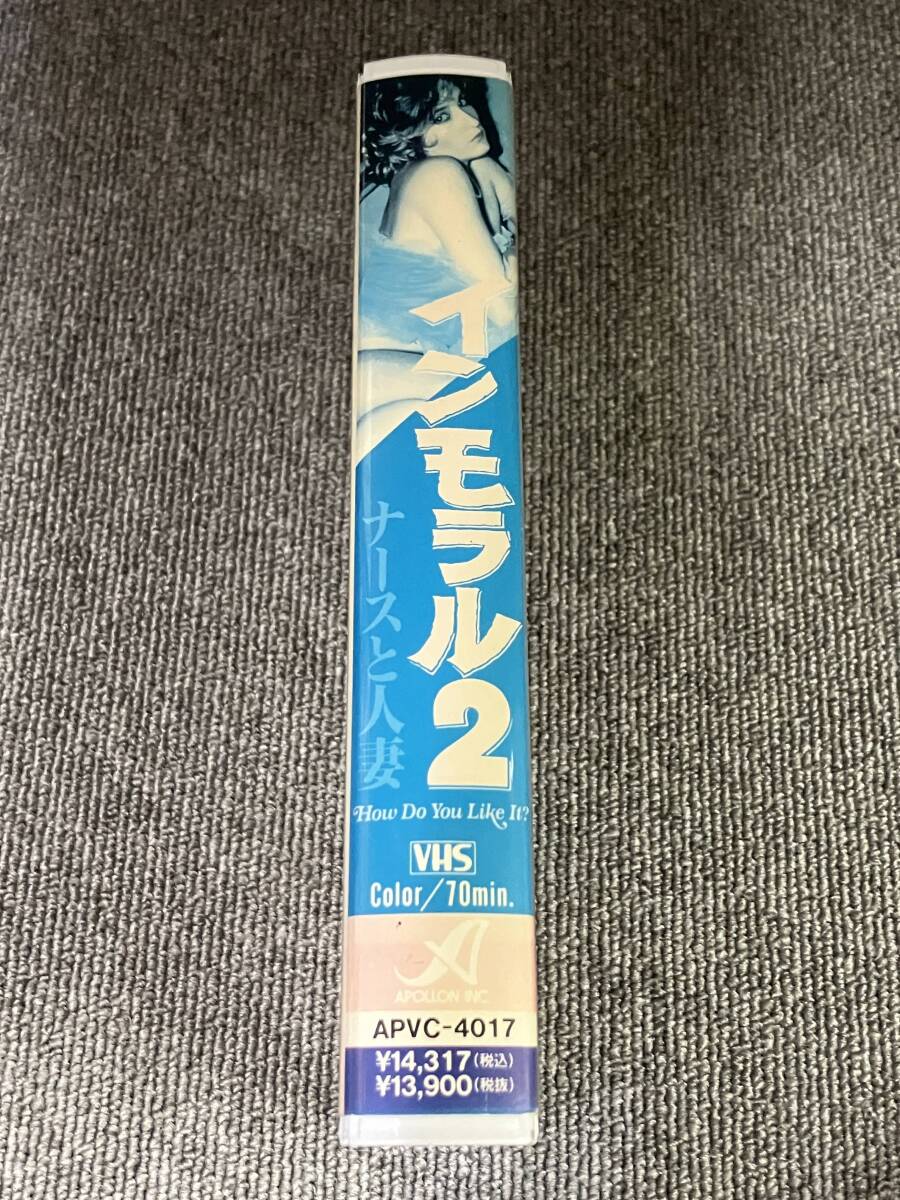 インモラル2
ナースと人妻
How Do You Like It?
VHS
Color/70min.
A
APOLLON INC.
APVC-4017
¥14,317(税込)
¥13,900(税抜)